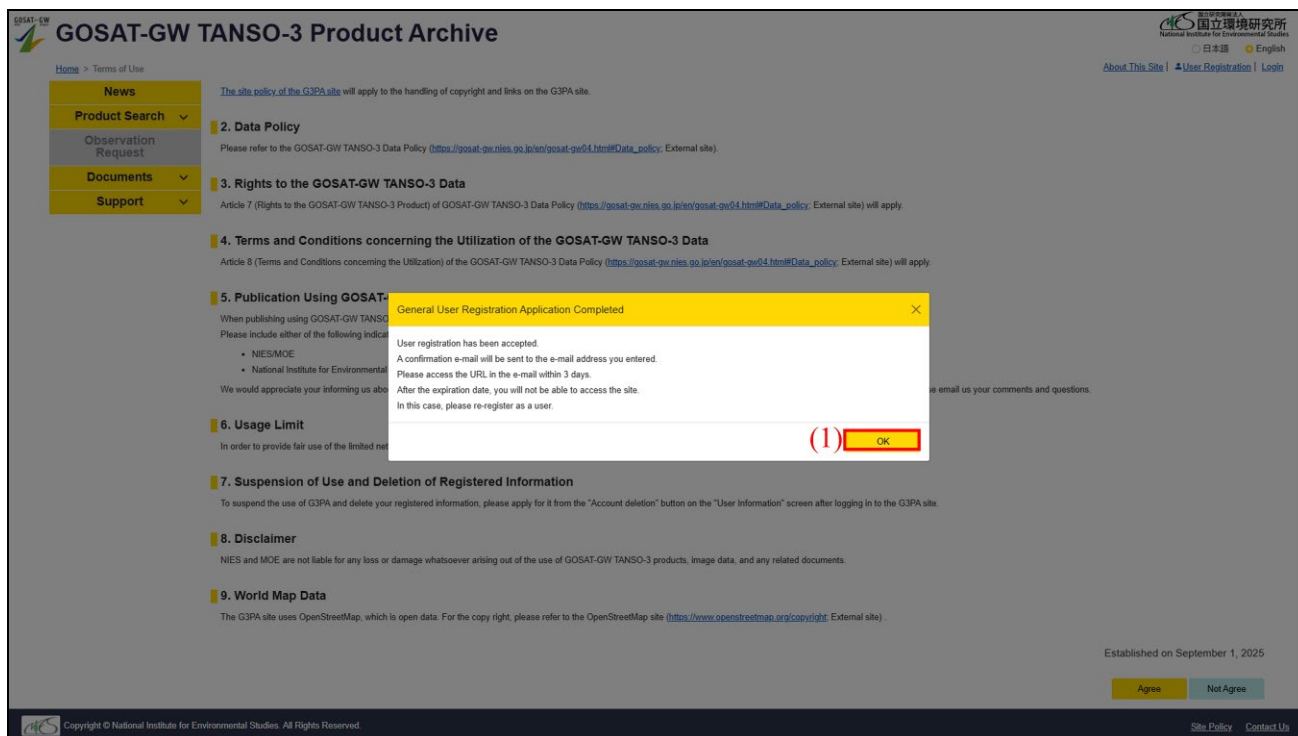 GOSAT-GW
GOSAT-GW TANSO-3 Product Archive
国立研究開発法人
国立環境研究所
National Institute for Environmental Studies
日本語 English
Home > Terms of Use
About This Site | User Registration | Login
News
Product Search
Observation
Request
Documents
Support
The site policy of the G3PA site will apply to the handling of copyright and links on the G3PA site.
2. Data Policy
Please refer to the GOSAT-GW TANSO-3 Data Policy (https://gosat-gw.nies.go.jp/en/gosat-gw04.html#Data_policy; External site).
3. Rights to the GOSAT-GW TANSO-3 Data
Article 7 (Rights to the GOSAT-GW TANSO-3 Product) of GOSAT-GW TANSO-3 Data Policy (https://gosat-gw.nies.go.jp/en/gosat-gw04.html#Data_policy; External site) will apply.
4. Terms and Conditions concerning the Utilization of the GOSAT-GW TANSO-3 Data
Article 8 (Terms and Conditions concerning the Utilization) of the GOSAT-GW TANSO-3 Data Policy (https://gosat-gw.nies.go.jp/en/gosat-gw04.html#Data_policy; External site) will apply.
5. Publication Using GOSAT-
When publishing using GOSAT-GW TANSO
Please include either of the following indicat
• NIES/MOE
• National Institute for Environmental
We would appreciate your informing us abo
e email us your comments and questions.
General User Registration Application Completed
User registration has been accepted.
A confirmation e-mail will be sent to the e-mail address you entered.
Please access the URL in the e-mail within 3 days.
After the expiration date, you will not be able to access the site.
In this case, please re-register as a user.
(1) OK
6. Usage Limit
In order to provide fair use of the limited net
7. Suspension of Use and Deletion of Registered Information
To suspend the use of G3PA and delete your registered information, please apply for it from the "Account deletion" button on the "User Information" screen after logging in to the G3PA site.
8. Disclaimer
NIES and MOE are not liable for any loss or damage whatsoever arising out of the use of GOSAT-GW TANSO-3 products, image data, and any related documents.
9. World Map Data
The G3PA site uses OpenStreetMap, which is open data. For the copy right, please refer to the OpenStreetMap site (https://www.openstreetmap.org/copyright; External site) .
Established on September 1, 2025
Agree Not Agree
Copyright © National Institute for Environmental Studies. All Rights Reserved.
Site Policy Contact Us